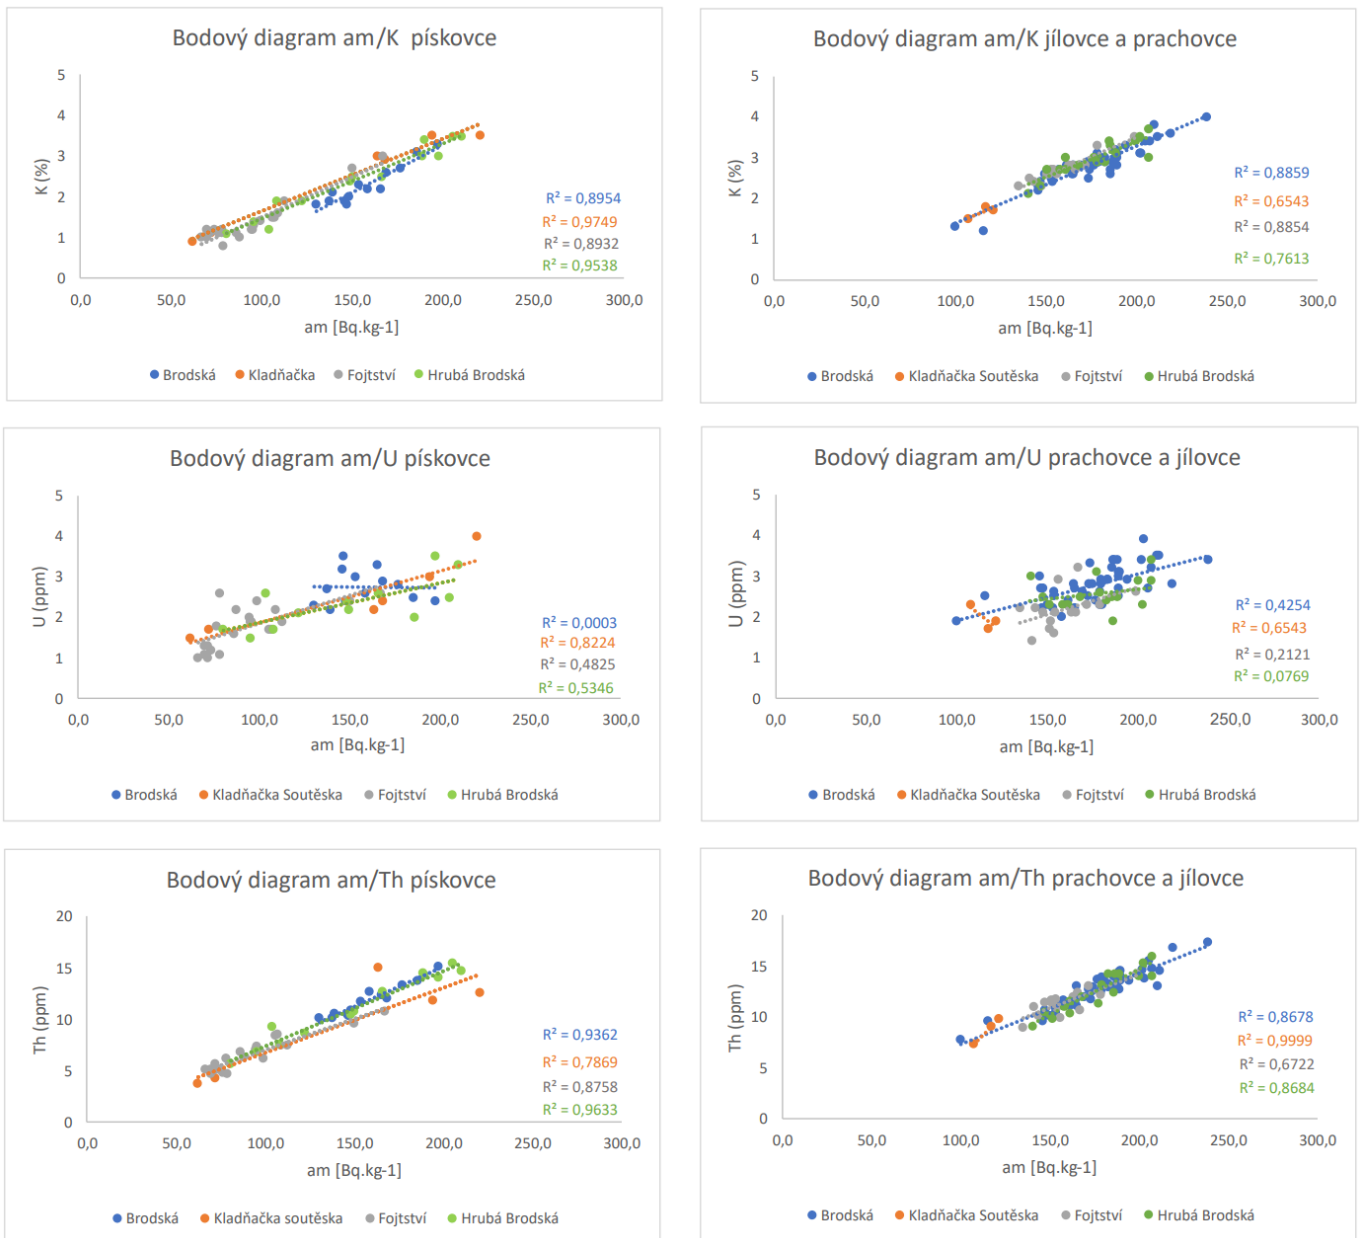 Bodový diagram am/K pískovce
K (%)
5
4
3
2
1
0
R² = 0,8954
R² = 0,9749
R² = 0,8932
R² = 0,9538
0,0 50,0 100,0 150,0 200,0 250,0 300,0
am [Bq.kg-1]
Brodská Kladňačka Fojtství Hrubá Brodská
Bodový diagram am/K jílovce a prachovce
K (%)
5
4
3
2
1
0
R² = 0,8859
R² = 0,6543
R² = 0,8854
R² = 0,7613
0,0 50,0 100,0 150,0 200,0 250,0 300,0
am [Bq.kg-1]
Brodská Kladňačka Soutěska Fojtství Hrubá Brodská
Bodový diagram am/U pískovce
U (ppm)
5
4
3
2
1
0
R² = 0,0003
R² = 0,8224
R² = 0,4825
R² = 0,5346
0,0 50,0 100,0 150,0 200,0 250,0 300,0
am [Bq.kg-1]
Brodská Kladňačka Soutěska Fojtství Hrubá Brodská
Bodový diagram am/U prachovce a jílovce
U (ppm)
5
4
3
2
1
0
R² = 0,4254
R² = 0,6543
R² = 0,2121
R² = 0,0769
0,0 50,0 100,0 150,0 200,0 250,0 300,0
am [Bq.kg-1]
Brodská Kladňačka Soutěska Fojtství Hrubá Brodská
Bodový diagram am/Th pískovce
Th (ppm)
20
15
10
5
0
R² = 0,9362
R² = 0,7869
R² = 0,8758
R² = 0,9633
0,0 50,0 100,0 150,0 200,0 250,0 300,0
am [Bq.kg-1]
Brodská Kladňačka soutěska Fojtství Hrubá Brodská
Bodový diagram am/Th prachovce a jílovce
Th (ppm)
20
15
10
5
0
R² = 0,8678
R² = 0,9999
R² = 0,6722
R² = 0,8684
0,0 50,0 100,0 150,0 200,0 250,0 300,0
am [Bq.kg-1]
Brodská Kladňačka Soutěska Fojtství Hrubá Brodská